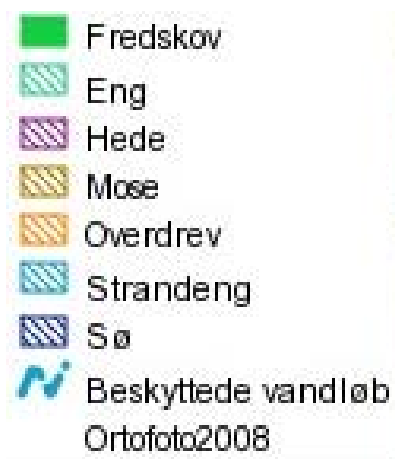 Fredskov
Eng
Hede
Mose
Overdrev
Strandeng
Sø
Beskyttede vandløb
Ortofoto2008